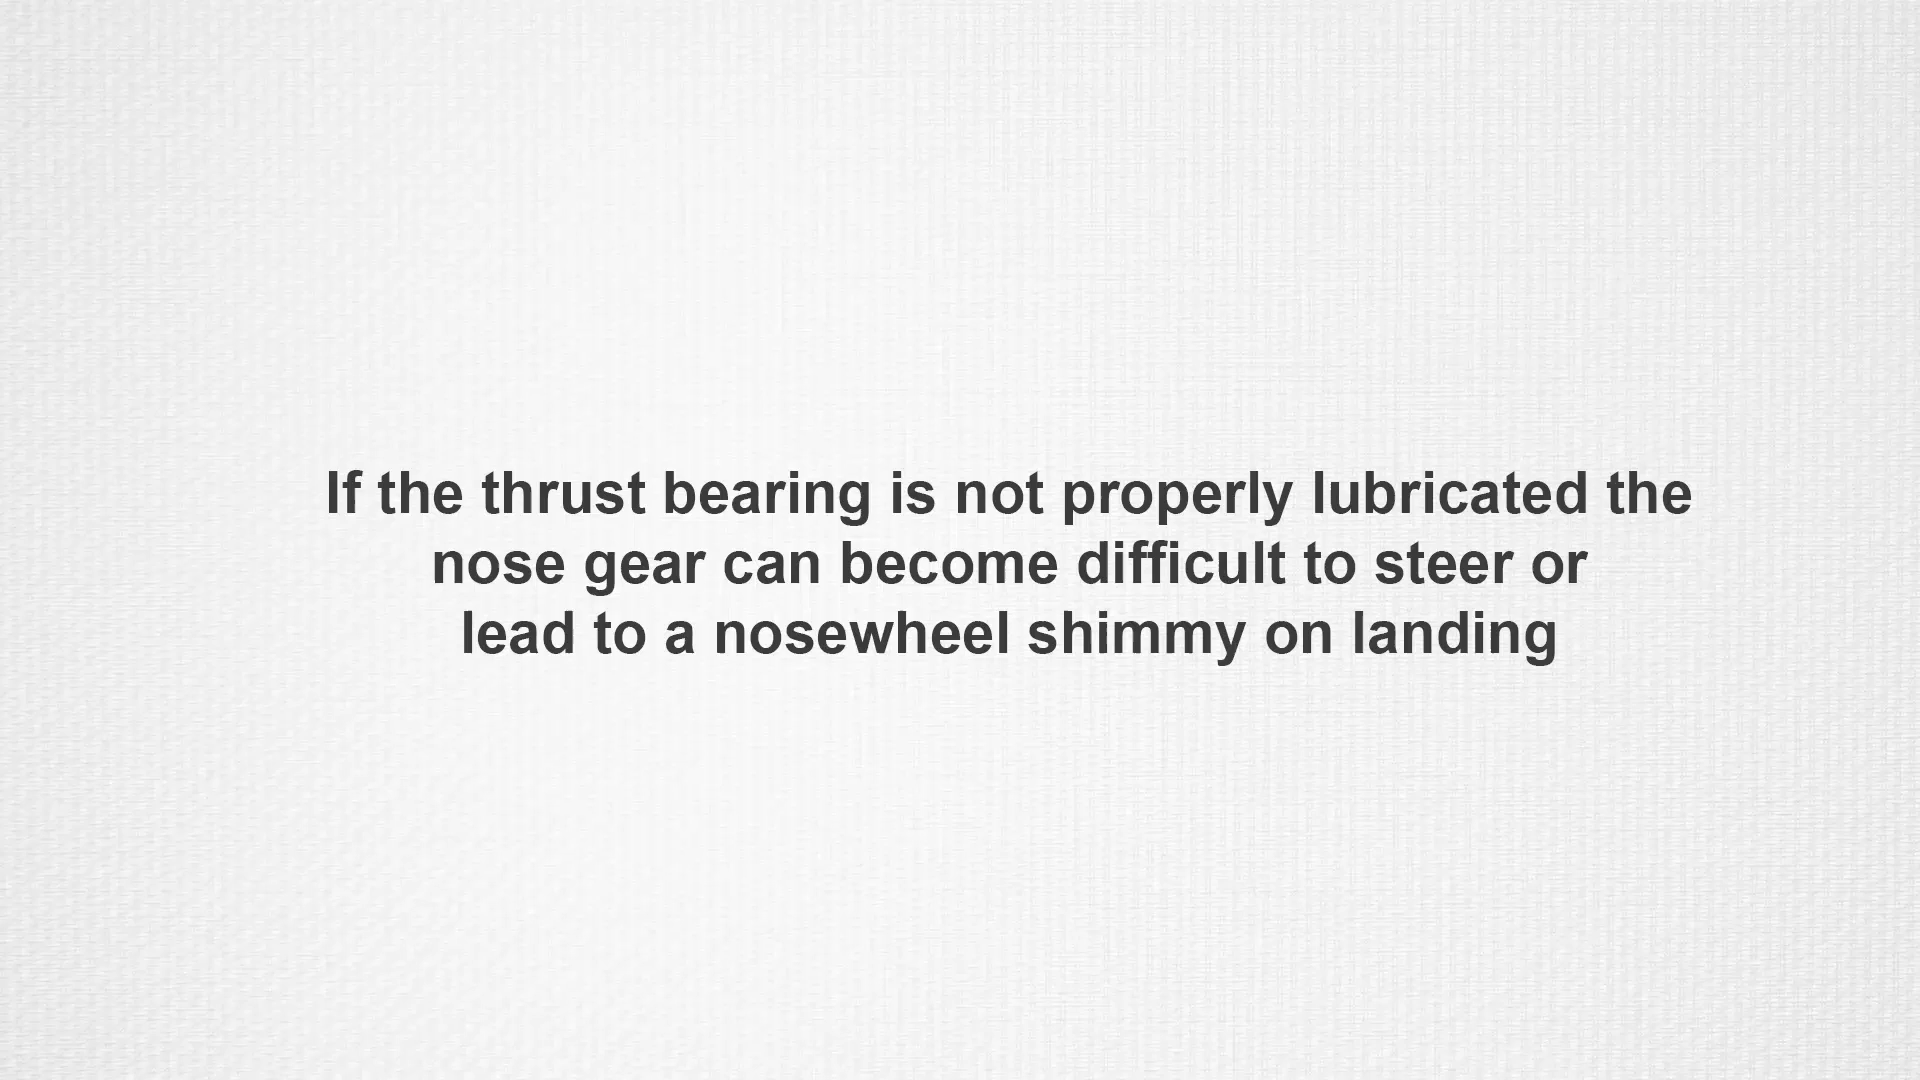 If the thrust bearing is not properly lubricated the
nose gear can become difficult to steer or
lead to a nosewheel shimmy on landing